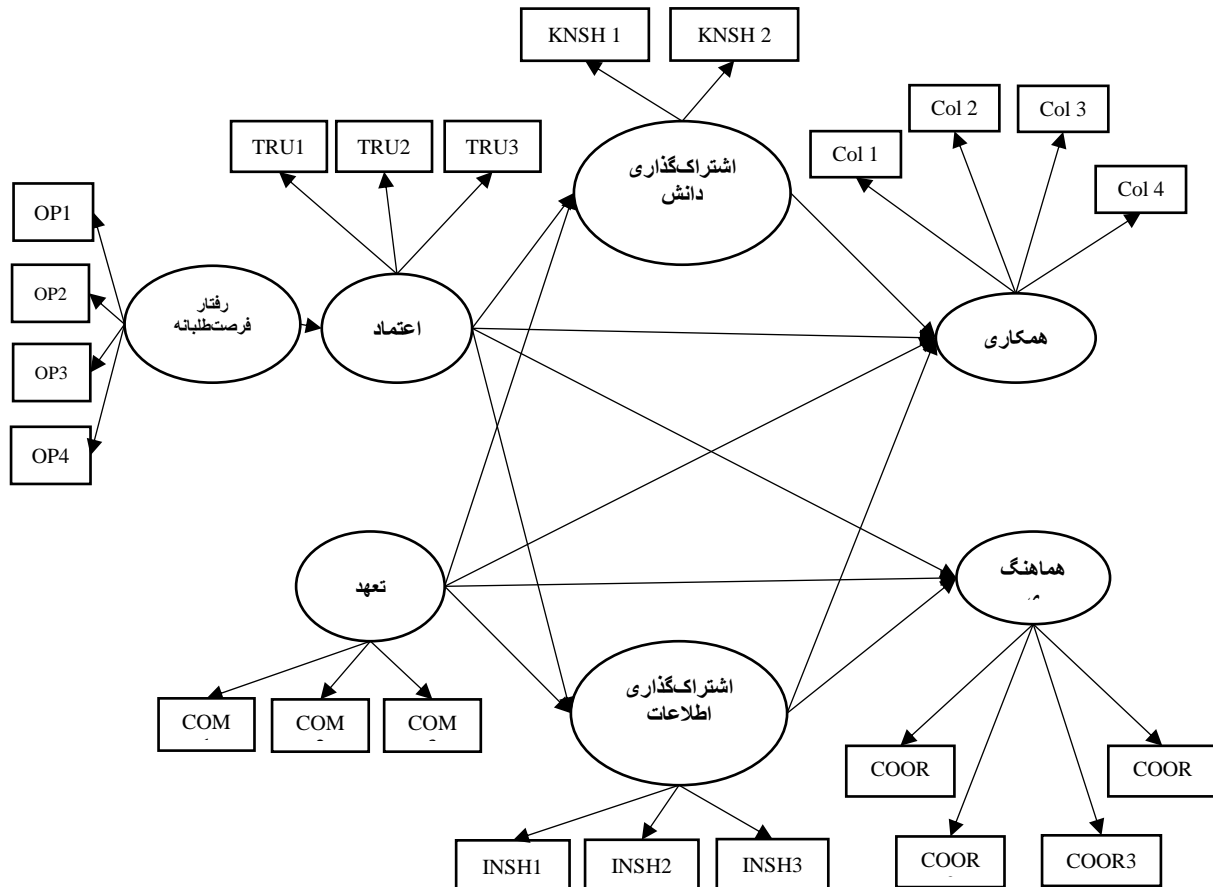 KNSH 1
KNSH 2
Col 2
Col 3
Col 1
Col 4
TRU1
TRU2
TRU3
اشتراک‌گذاری
دانش
OP1
OP2
OP3
OP4
رفتار
فرصت‌طلبانه
اعتماد
همکاری
تعهد
هماهنگ
اشتراک‌گذاری
اطلاعات
COM
COM
COM
COOR
COOR
COOR
COOR3
INSH1
INSH2
INSH3